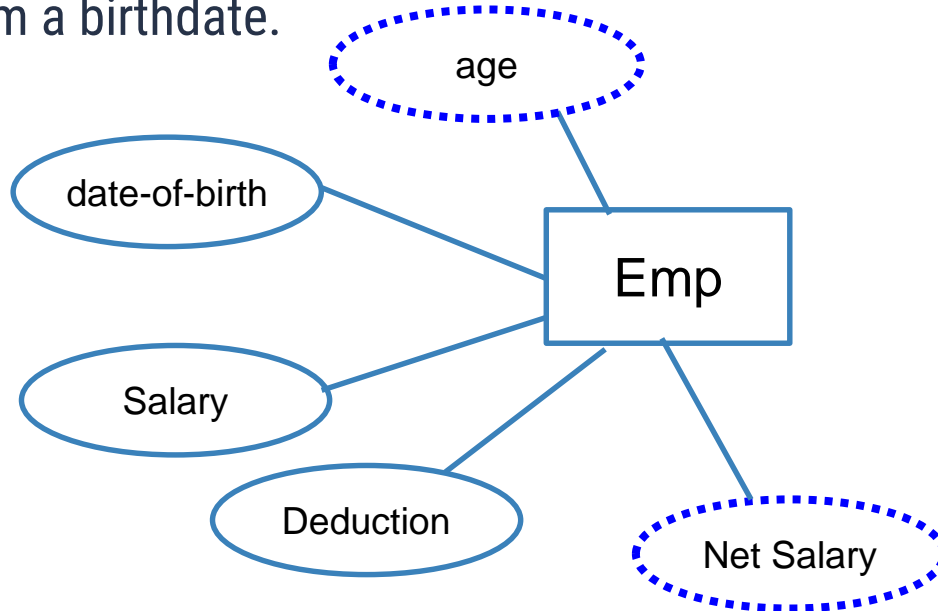 m a birthdate.
age
date-of-birth
Emp
Salary
Deduction
Net Salary